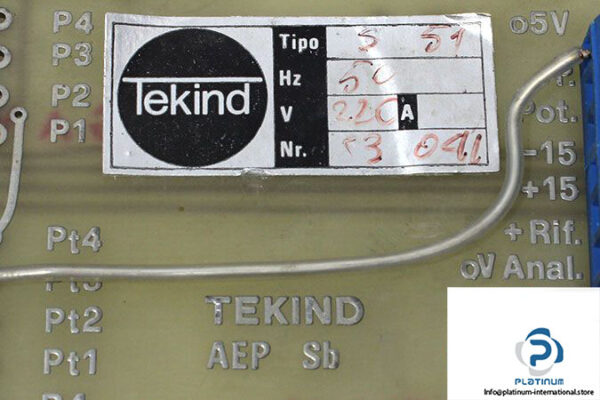 P4
P3
P2
P1
Tekind
Tipo S 51
Hz 50
V 220 A
Nr.
o5V
Pot.
-15
+15
+ Rif.
oV Anal.
Pt4
Pt3
Pt2
Pt1
TEKIND
AEP Sb
PLATINUM
info@platinum-international.store